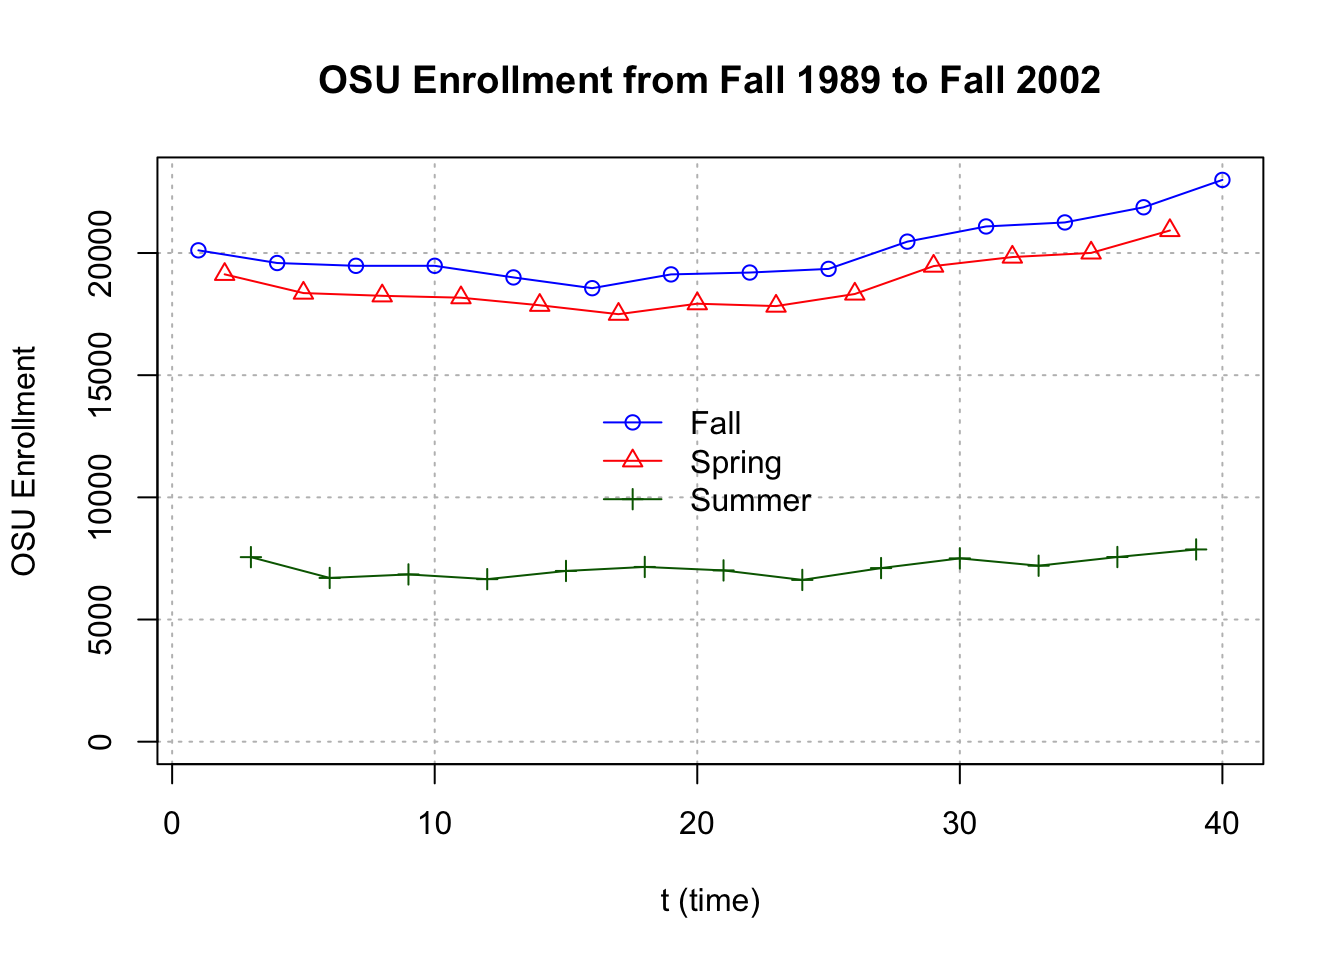 OSU Enrollment from Fall 1989 to Fall 2002
OSU Enrollment
20000
15000
10000
5000
0
Fall
Spring
Summer
0 10 20 30 40
t (time)